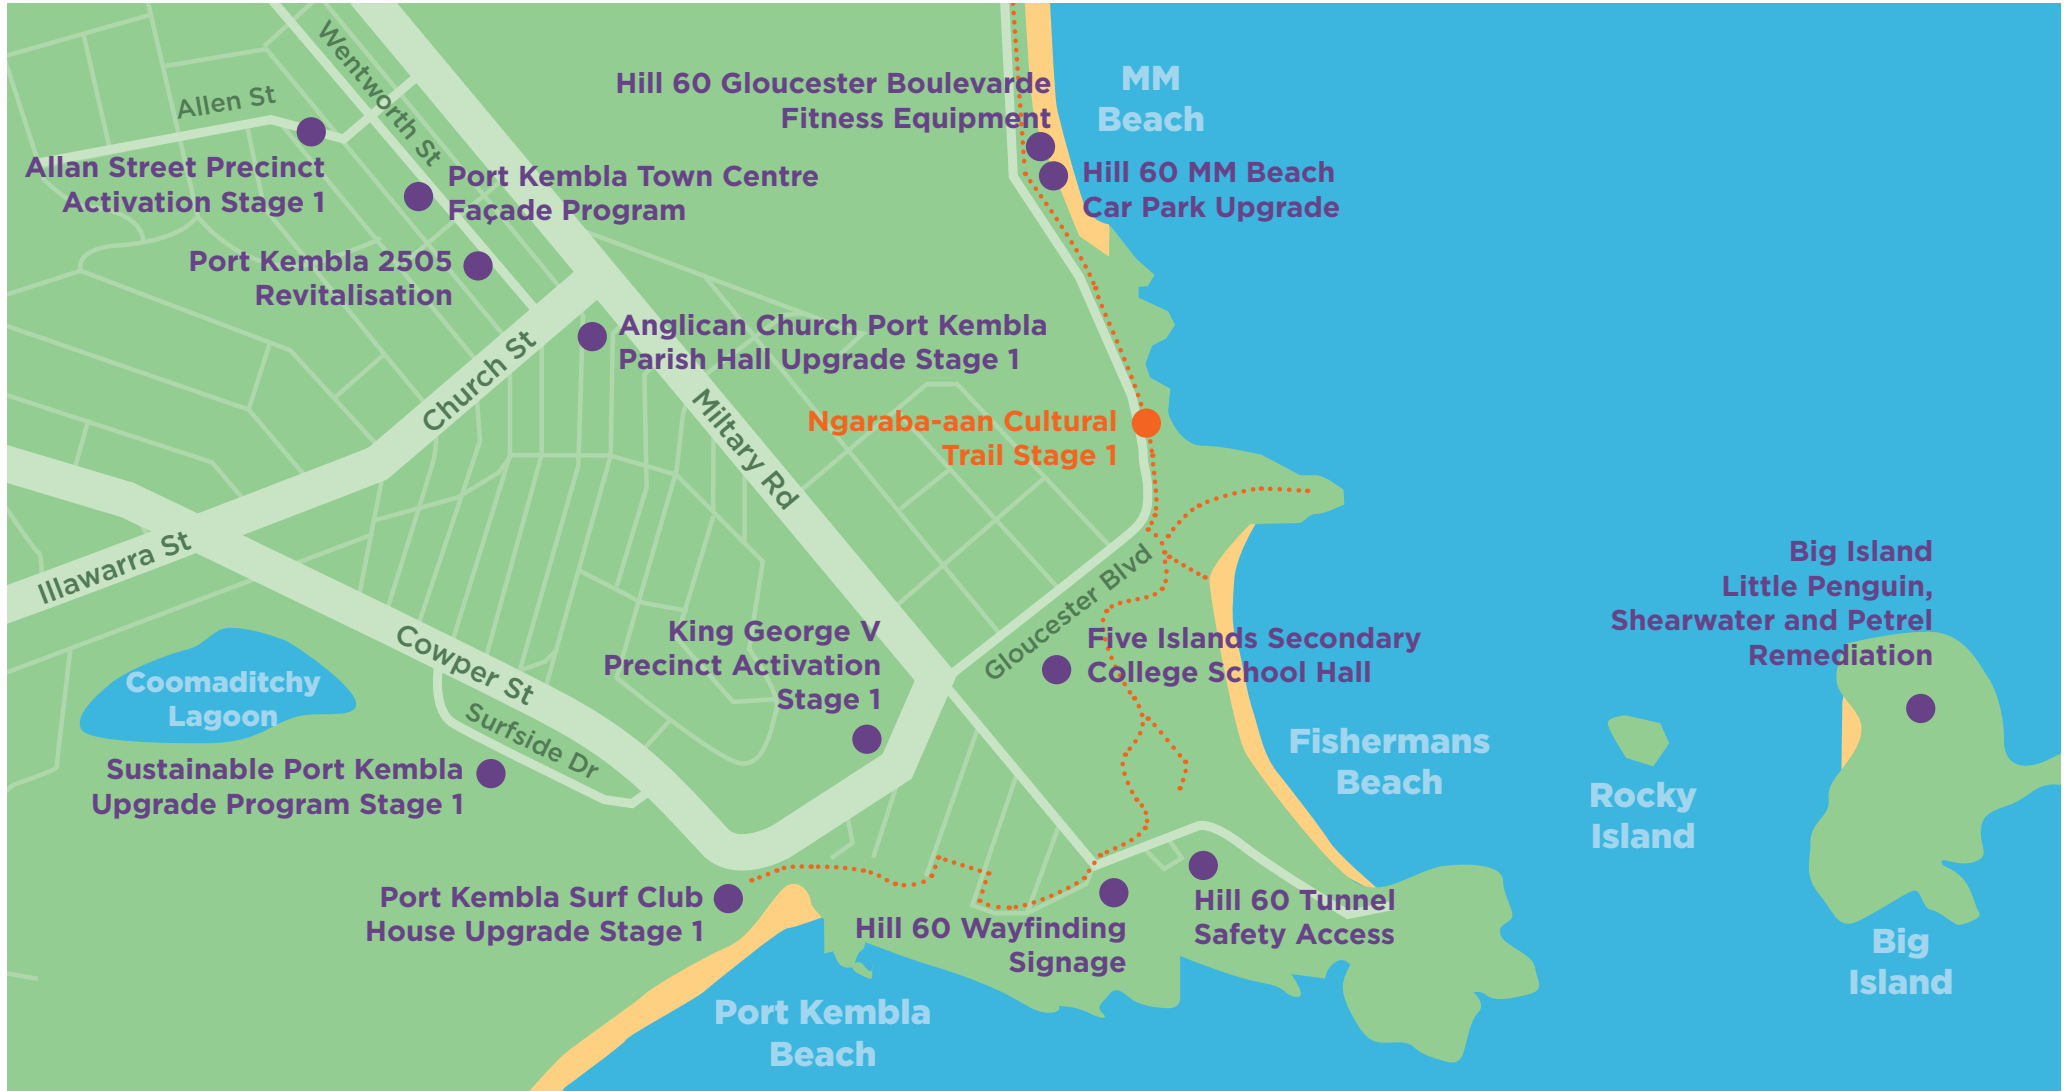 Wentworth St
MM
Beach
Hill 60 Gloucester Boulevarde
Fitness Equipment
Allen St
Allan Street Precinct
Activation Stage 1
Port Kembla Town Centre
Façade Program
Hill 60 MM Beach
Car Park Upgrade
Port Kembla 2505
Revitalisation
Anglican Church Port Kembla
Parish Hall Upgrade Stage 1
Church St
Miltary Rd
Ngaraba-aan Cultural
Trail Stage 1
Illawarra St
Gloucester Blvd
Big Island
Little Penguin,
Shearwater and Petrel
Remediation
King George V
Precinct Activation
Stage 1
Five Islands Secondary
College School Hall
Cowper St
Coomaditchy
Lagoon
Surfside Dr
Fishermans
Beach
Sustainable Port Kembla
Upgrade Program Stage 1
Rocky
Island
Port Kembla Surf Club
House Upgrade Stage 1
Hill 60 Wayfinding
Signage
Hill 60 Tunnel
Safety Access
Big
Island
Port Kembla
Beach